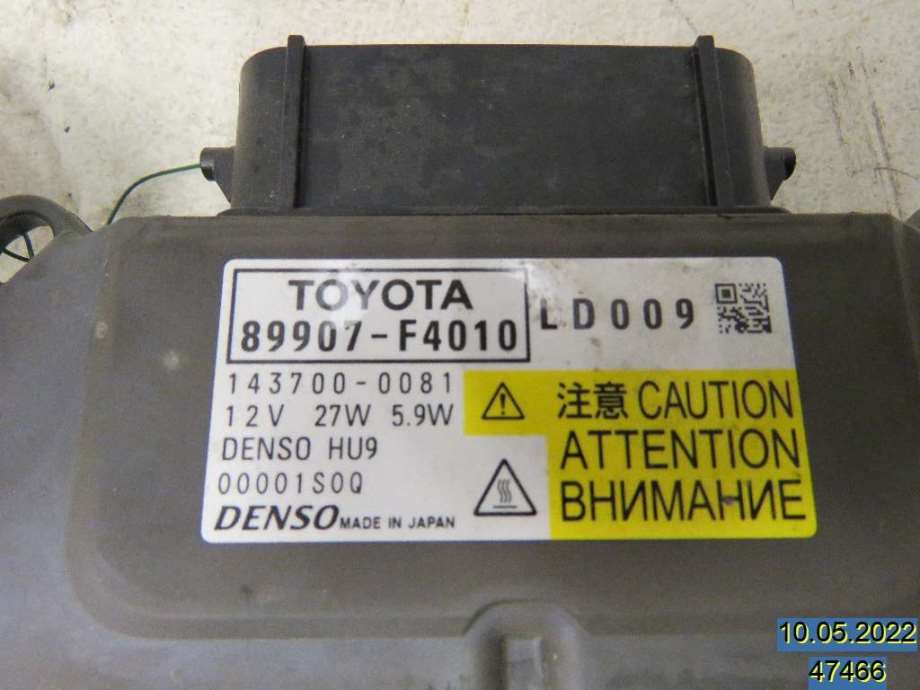 TOYOTA
89907-F4010
LD009
143700-0081
12V 27W 5.9W
DENSO HU9
00001S0Q
DENSO MADE IN JAPAN
注意 CAUTION
ATTENTION
ВНИМАНИЕ
10.05.2022
47466